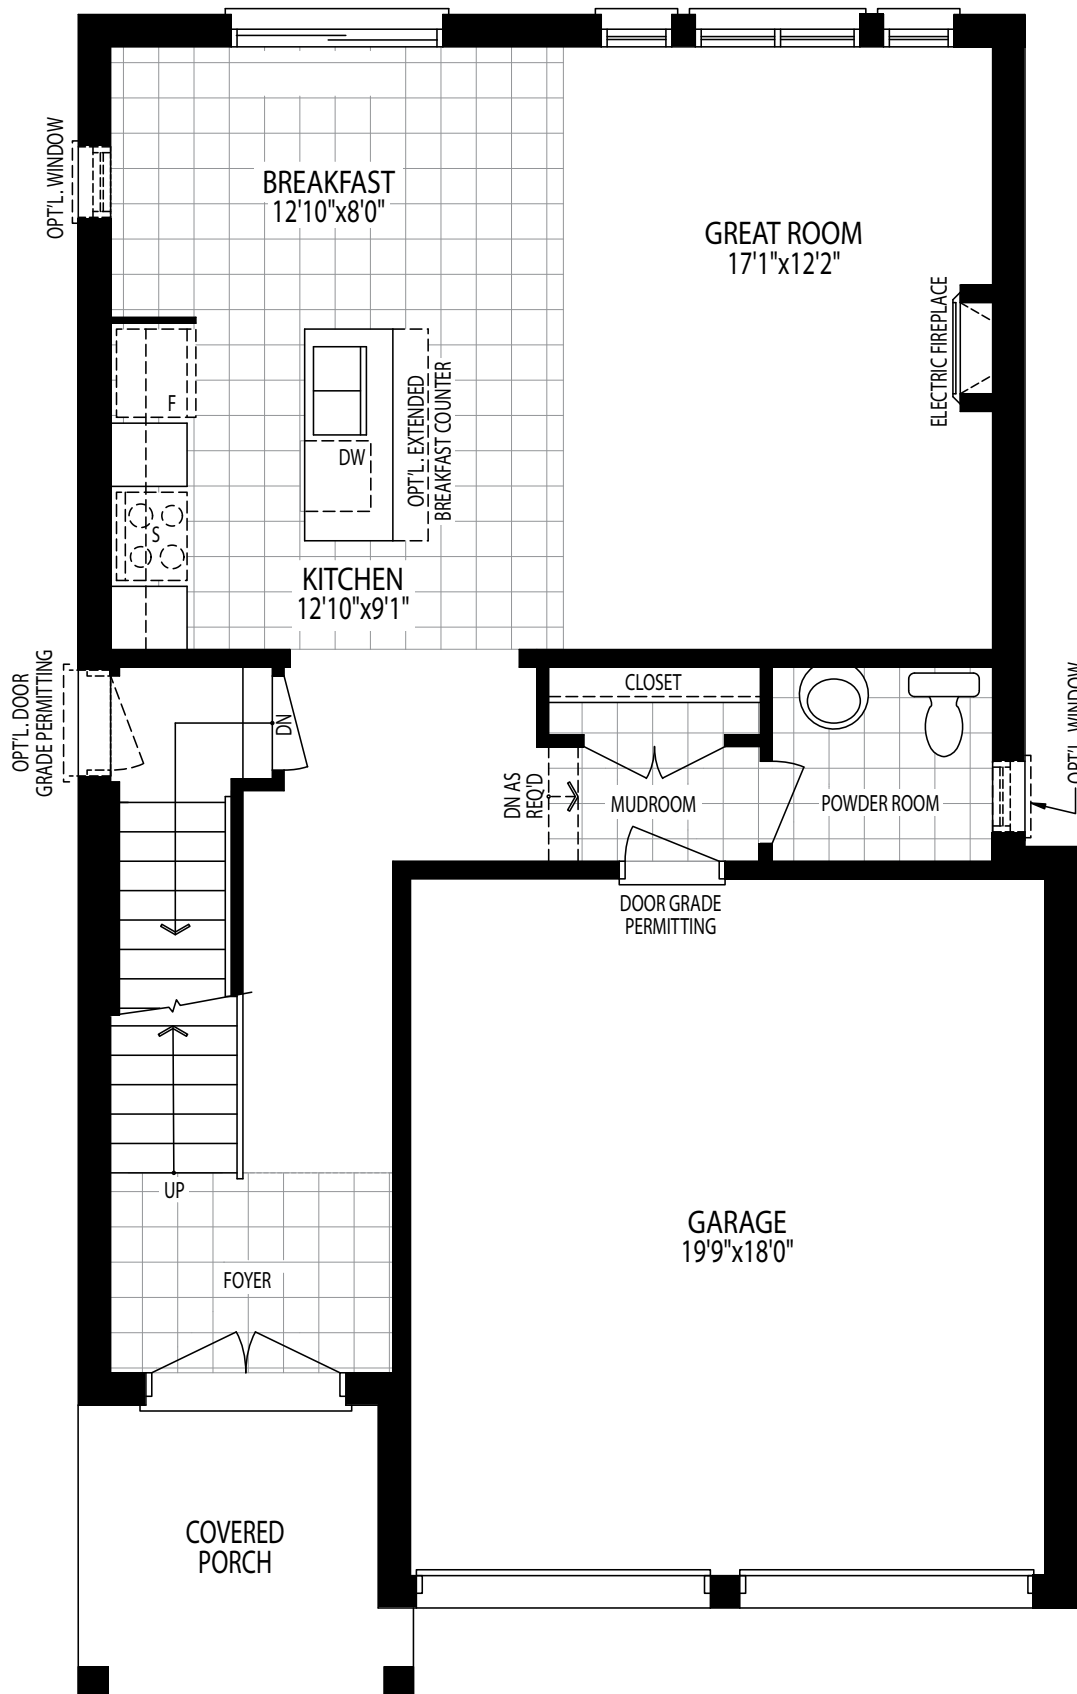 OPT'L. WINDOW
BREAKFAST
12'10"x8'0"
GREAT ROOM
17'1"x12'2"
ELECTRIC FIREPLACE
F
DW
OPT'L. EXTENDED
BREAKFAST COUNTER
S
KITCHEN
12'10"x9'1"
OPT'L. DOOR
GRADE PERMITTING
DN
CLOSET
OPT'L. WINDOW
DN AS
REQ'D
MUDROOM
POWDER ROOM
DOOR GRADE
PERMITTING
UP
FOYER
GARAGE
19'9"x18'0"
COVERED
PORCH